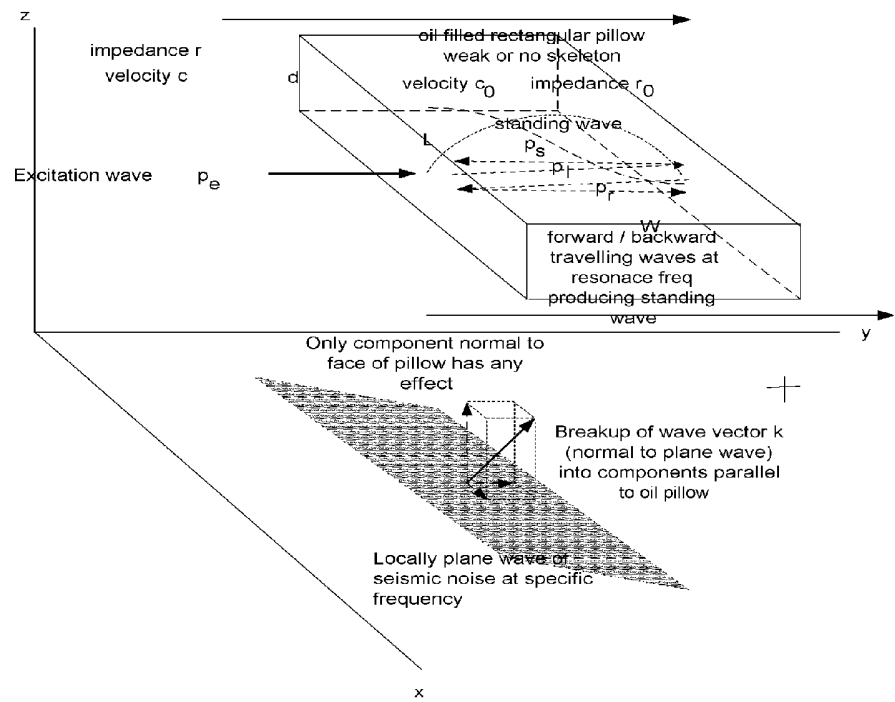 z
oil filled rectangular pillow
weak or no skeleton
impedance r
velocity c
d
velocity c0
impedance r0
standing wave
L
ps
Excitation wave pe
pl
pr
W
forward / backward
travelling waves at
resonace freq
producing standing
wave
y
Only component normal to
face of pillow has any
effect
Breakup of wave vector k
(normal to plane wave)
into components parallel
to oil pillow
Locally plane wave of
seismic noise at specific
frequency
x